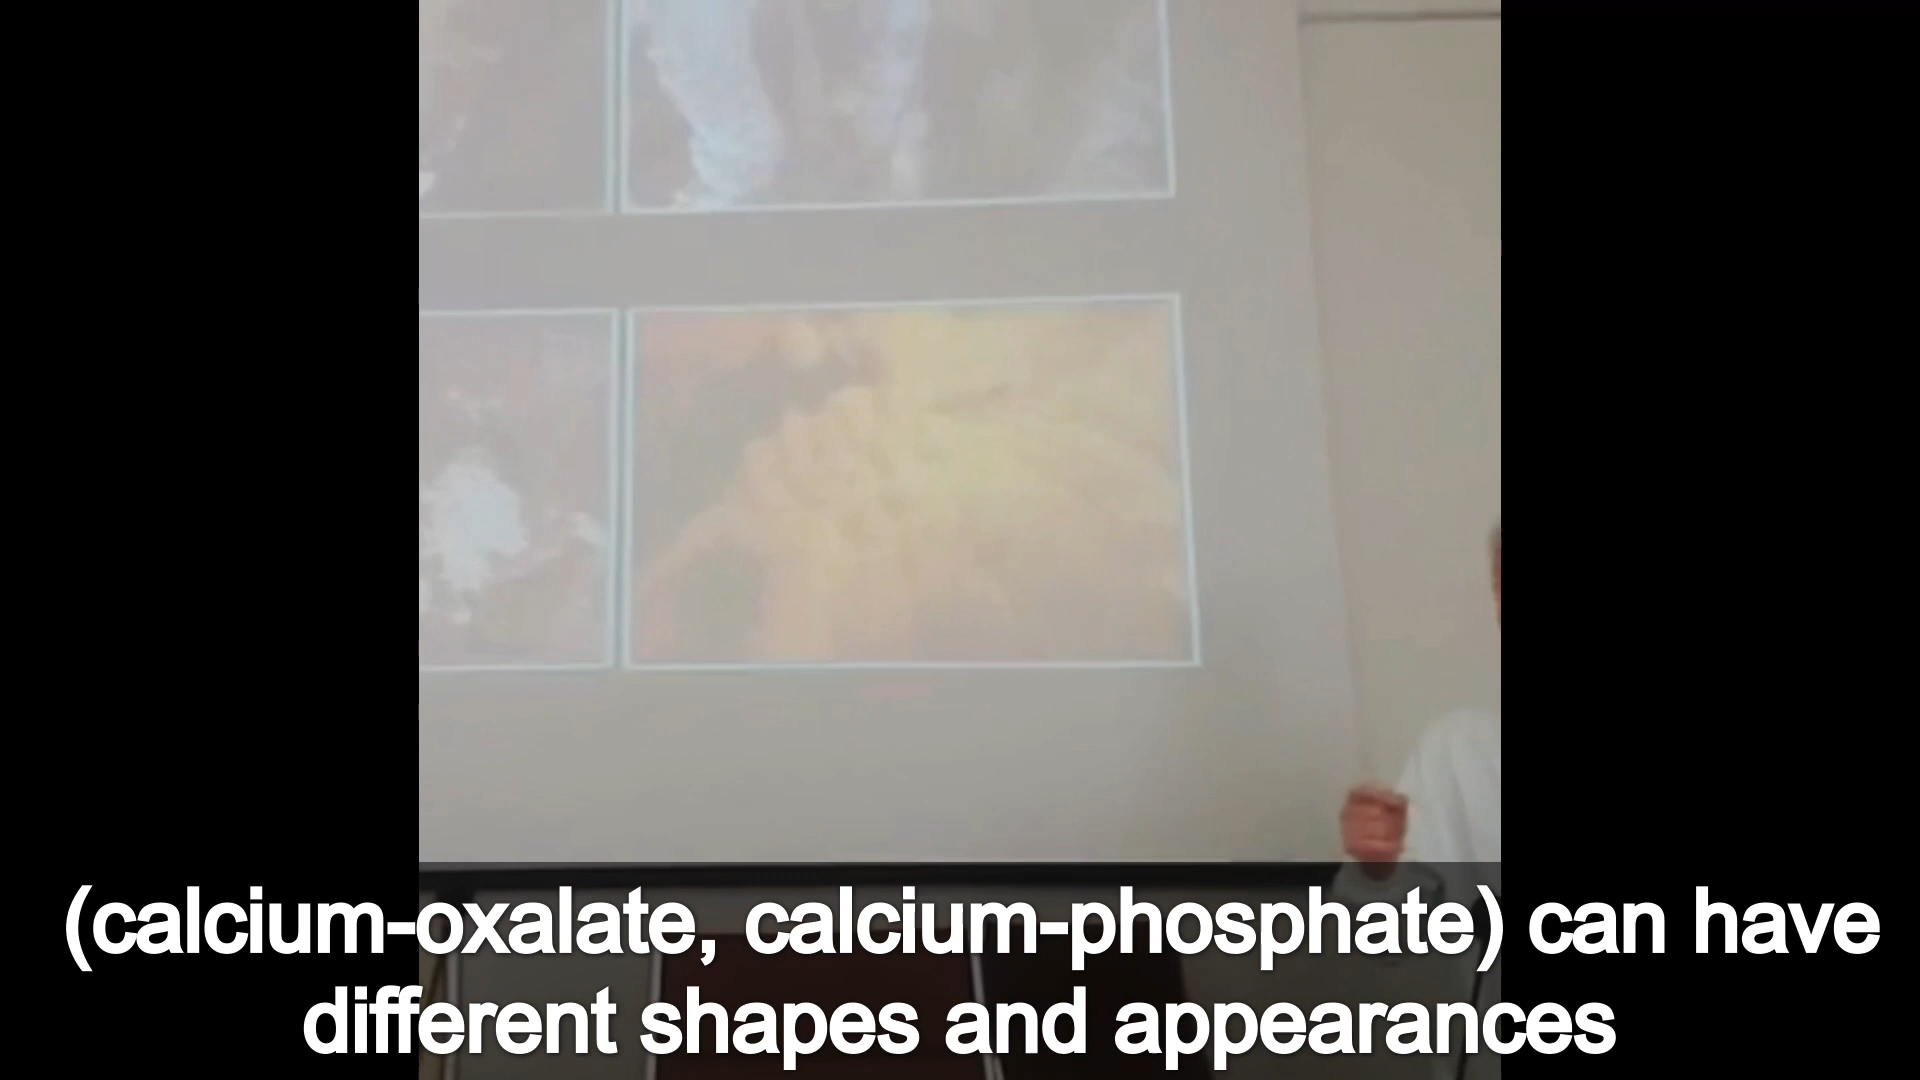 (calcium-oxalate, calcium-phosphate) can have
different shapes and appearances